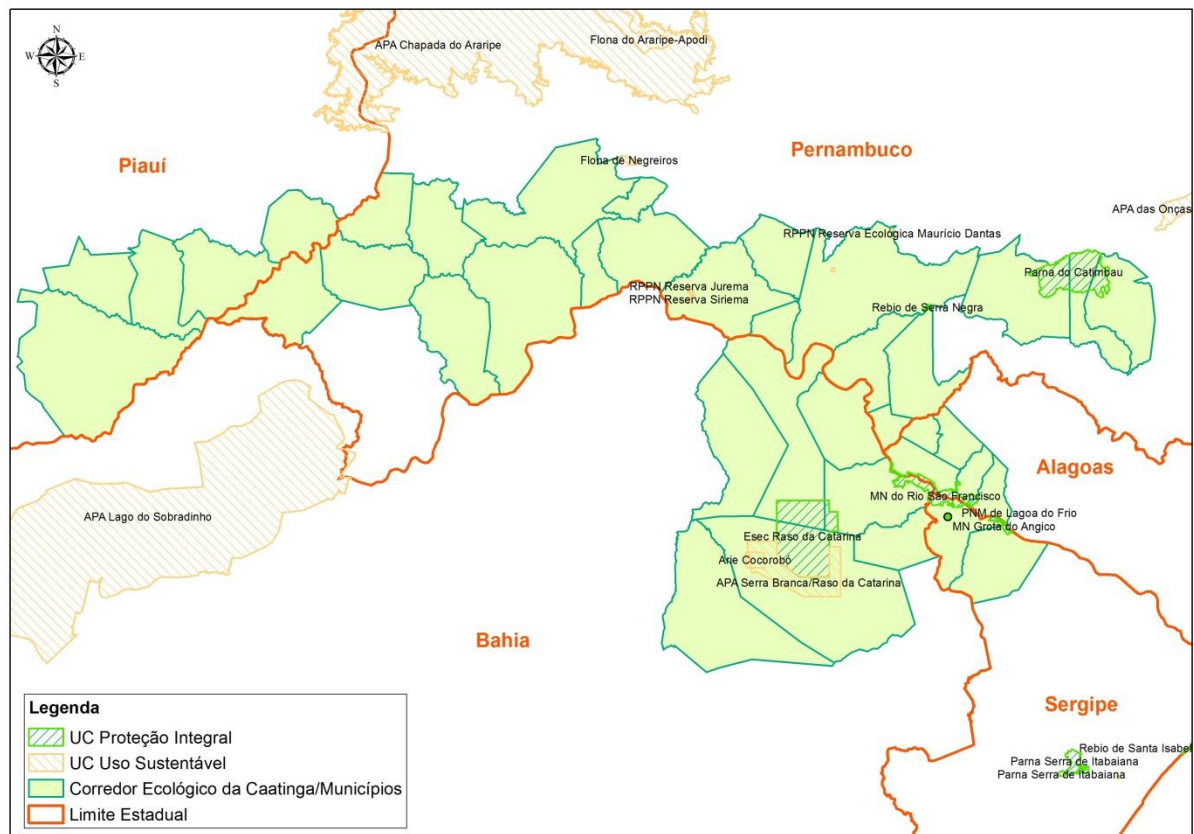 N
W E
S
APA Chapada do Araripe
Flona do Araripe-Apodi
Piauí
Pernambuco
Flona de Negreiros
APA das Onças
RPPN Reserva Ecológica Maurício Dantas
Parna do Catimbau
RPPN Reserva Jurema
RPPN Reserva Siriema
Rebio de Serra Negra
Alagoas
MN do Rio São Francisco
APA Lago do Sobradinho
PNM de Lagoa do Frio
MN Grota do Angico
Esec Raso da Catarina
Arie Cocorobó
APA Serra Branca/Raso da Catarina
Bahia
Sergipe
Rebio de Santa Isabel
Parna Serra de Itabaiana
Parna Serra de Itabaiana
Legenda
UC Proteção Integral
UC Uso Sustentável
Corredor Ecológico da Caatinga/Municípios
Limite Estadual